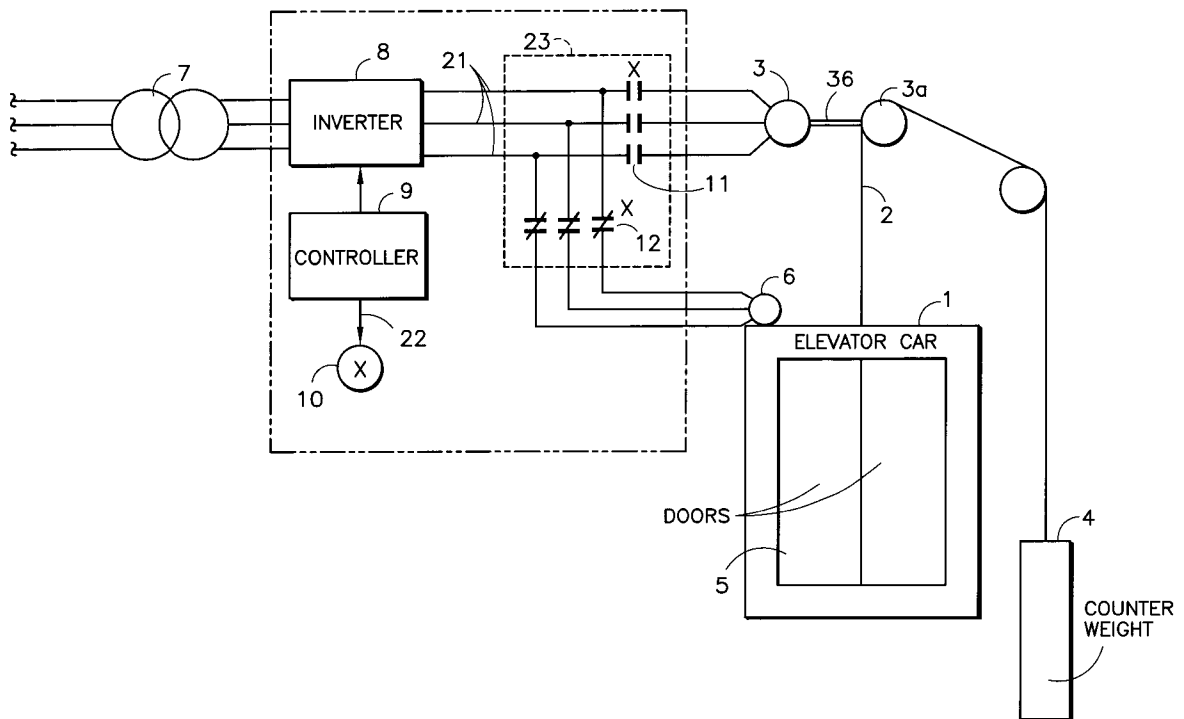 23
8
21
X
3
36
3a
7
INVERTER
11
9
2
X
12
CONTROLLER
6
1
22
ELEVATOR CAR
X
10
DOORS
4
5
COUNTER
WEIGHT